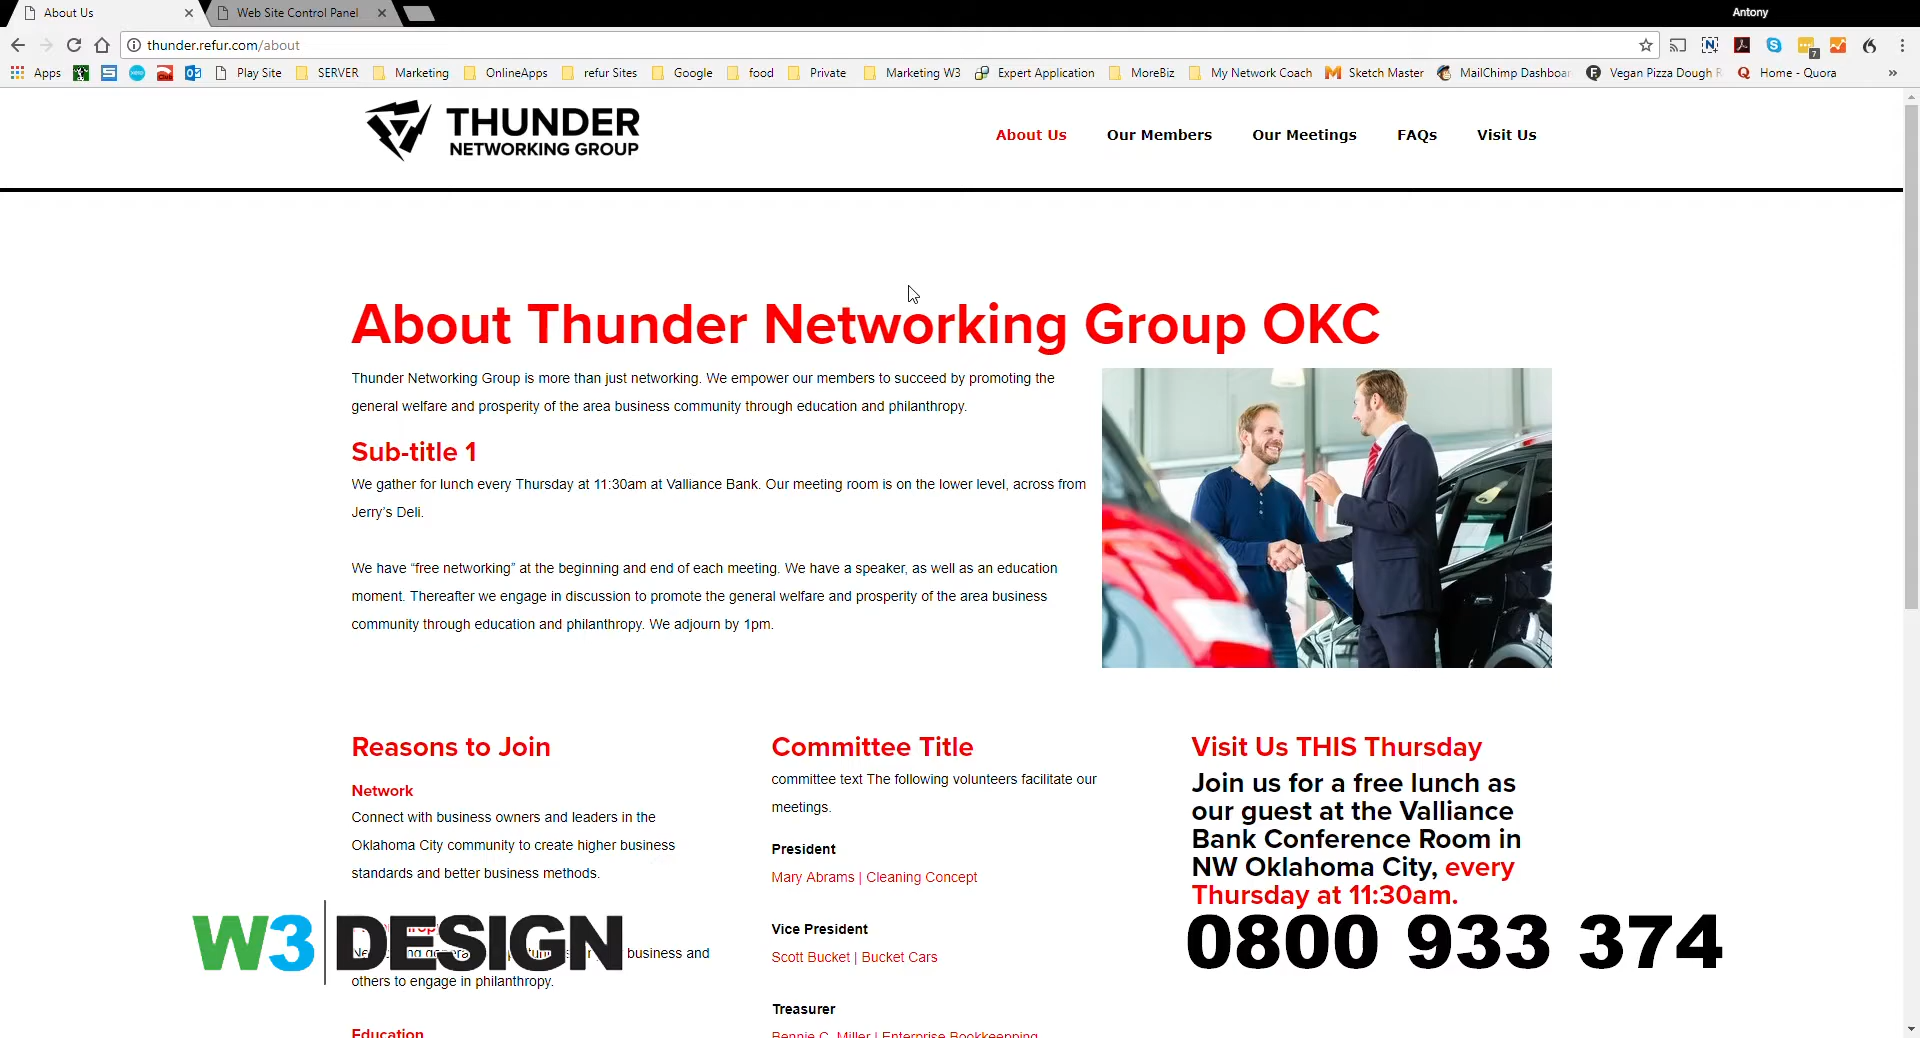 About Us
Web Site Control Panel
Antony
thunder.refur.com/about
7
Apps
Play Site
SERVER
Marketing
OnlineApps
refur Sites
Google
food
Private
Marketing W3
Expert Application
MoreBiz
My Network Coach
Sketch Master
MailChimp Dashboar
Vegan Pizza Dough R
Home - Quora
»
THUNDER
NETWORKING GROUP
About Us
Our Members
Our Meetings
FAQs
Visit Us
About Thunder Networking Group OKC
Thunder Networking Group is more than just networking. We empower our members to succeed by promoting the
general welfare and prosperity of the area business community through education and philanthropy.
Sub-title 1
We gather for lunch every Thursday at 11:30am at Valliance Bank. Our meeting room is on the lower level, across from
Jerry’s Deli.
We have “free networking” at the beginning and end of each meeting. We have a speaker, as well as an education
moment. Thereafter we engage in discussion to promote the general welfare and prosperity of the area business
community through education and philanthropy. We adjourn by 1pm.
Reasons to Join
Network
Connect with business owners and leaders in the
Oklahoma City community to create higher business
standards and better business methods.
business and
others to engage in philanthropy.
Education
Committee Title
committee text The following volunteers facilitate our
meetings.
President
Mary Abrams | Cleaning Concept
Vice President
Scott Bucket | Bucket Cars
Treasurer
Bennie C. Miller | Enterprise Bookkeepping
Visit Us THIS Thursday
Join us for a free lunch as
our guest at the Valliance
Bank Conference Room in
NW Oklahoma City, every
Thursday at 11:30am.
W3 DESIGN
0800 933 374